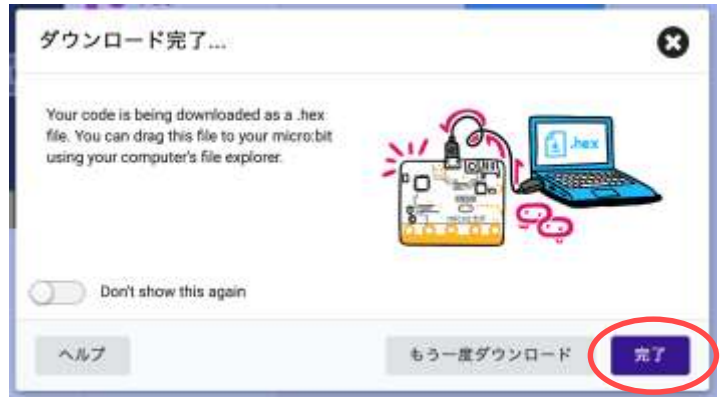 ダウンロード完了...
Your code is being downloaded as a .hex
file. You can drag this file to your micro:bit
using your computer's file explorer.
.hex
micro:bit
Don't show this again
ヘルプ
もう一度ダウンロード
完了